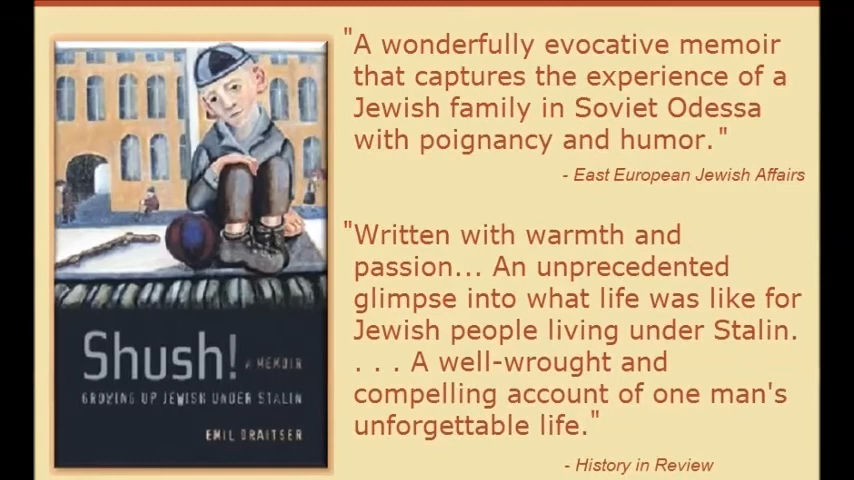 "A wonderfully evocative memoir
that captures the experience of a
Jewish family in Soviet Odessa
with poignancy and humor."
- East European Jewish Affairs
"Written with warmth and
passion... An unprecedented
glimpse into what life was like for
Jewish people living under Stalin.
. . . A well-wrought and
compelling account of one man's
unforgettable life."
- History in Review
Shush! A MEMOIR
GROWING UP JEWISH UNDER STALIN
EMIL DRAITSER